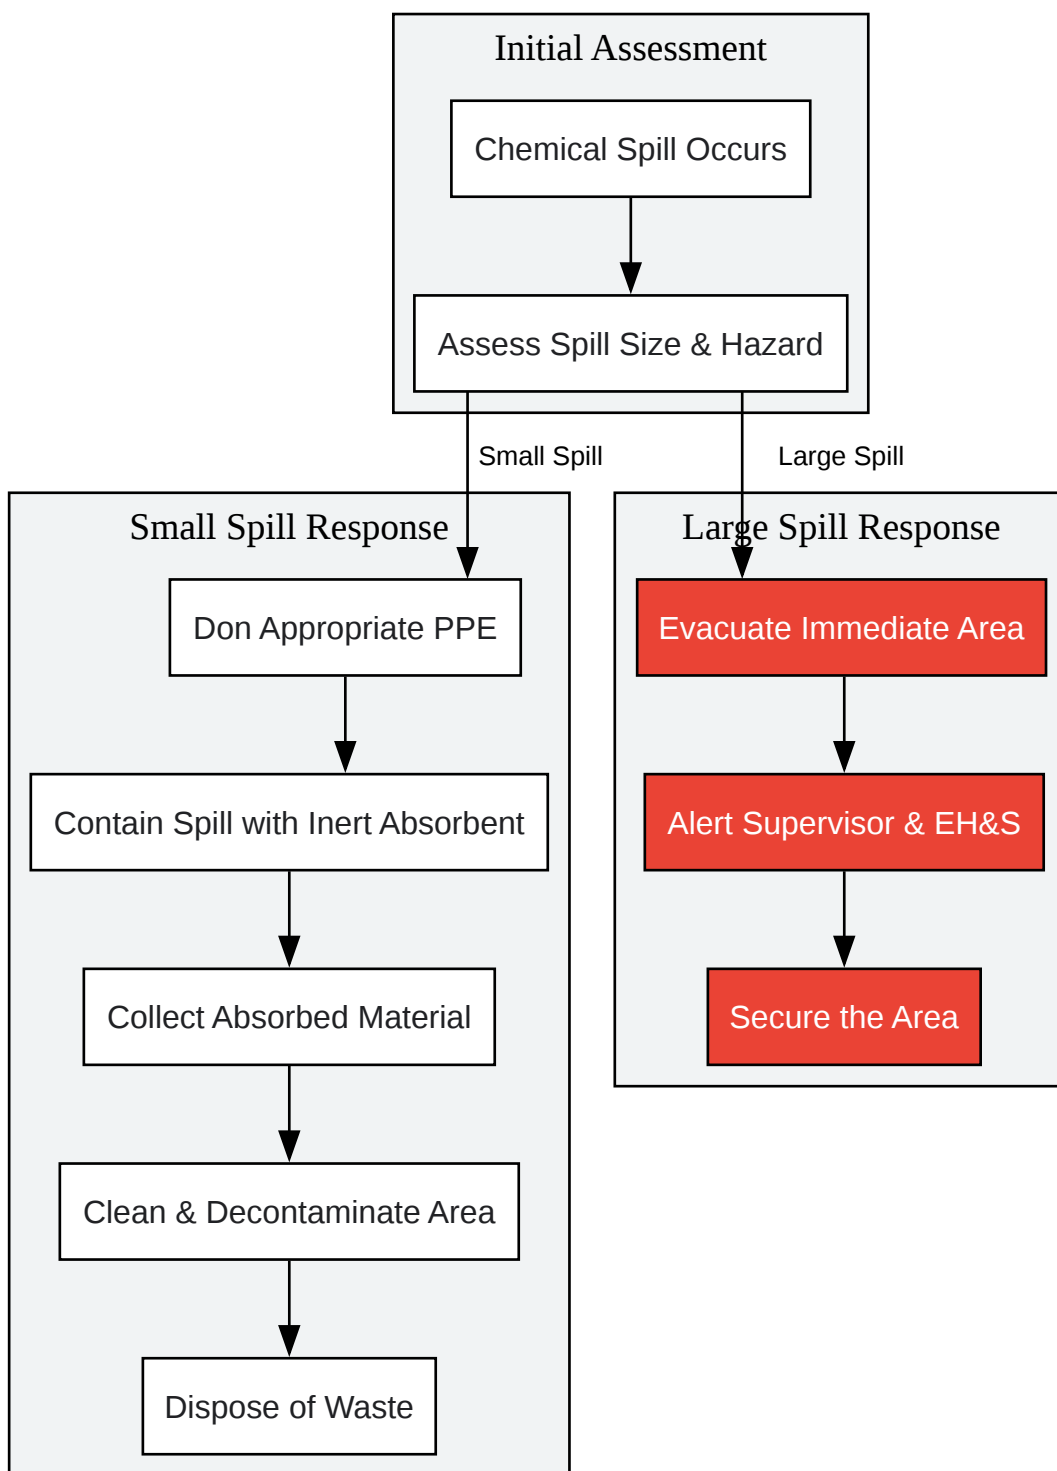 Initial Assessment
Chemical Spill Occurs
Assess Spill Size & Hazard
Small Spill
Large Spill
Small Spill Response
Don Appropriate PPE
Contain Spill with Inert Absorbent
Collect Absorbed Material
Clean & Decontaminate Area
Dispose of Waste
Large Spill Response
Evacuate Immediate Area
Alert Supervisor & EH&S
Secure the Area